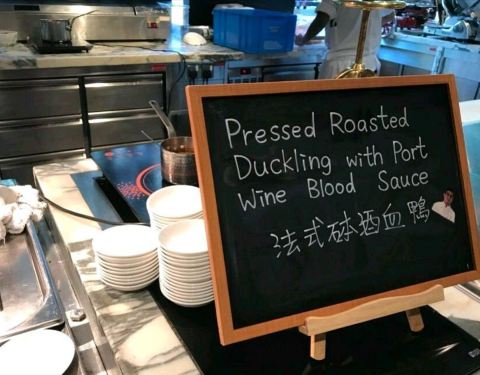 Pressed Roasted
Duckling with Port
Wine Blood Sauce
法式砵酒血鴨